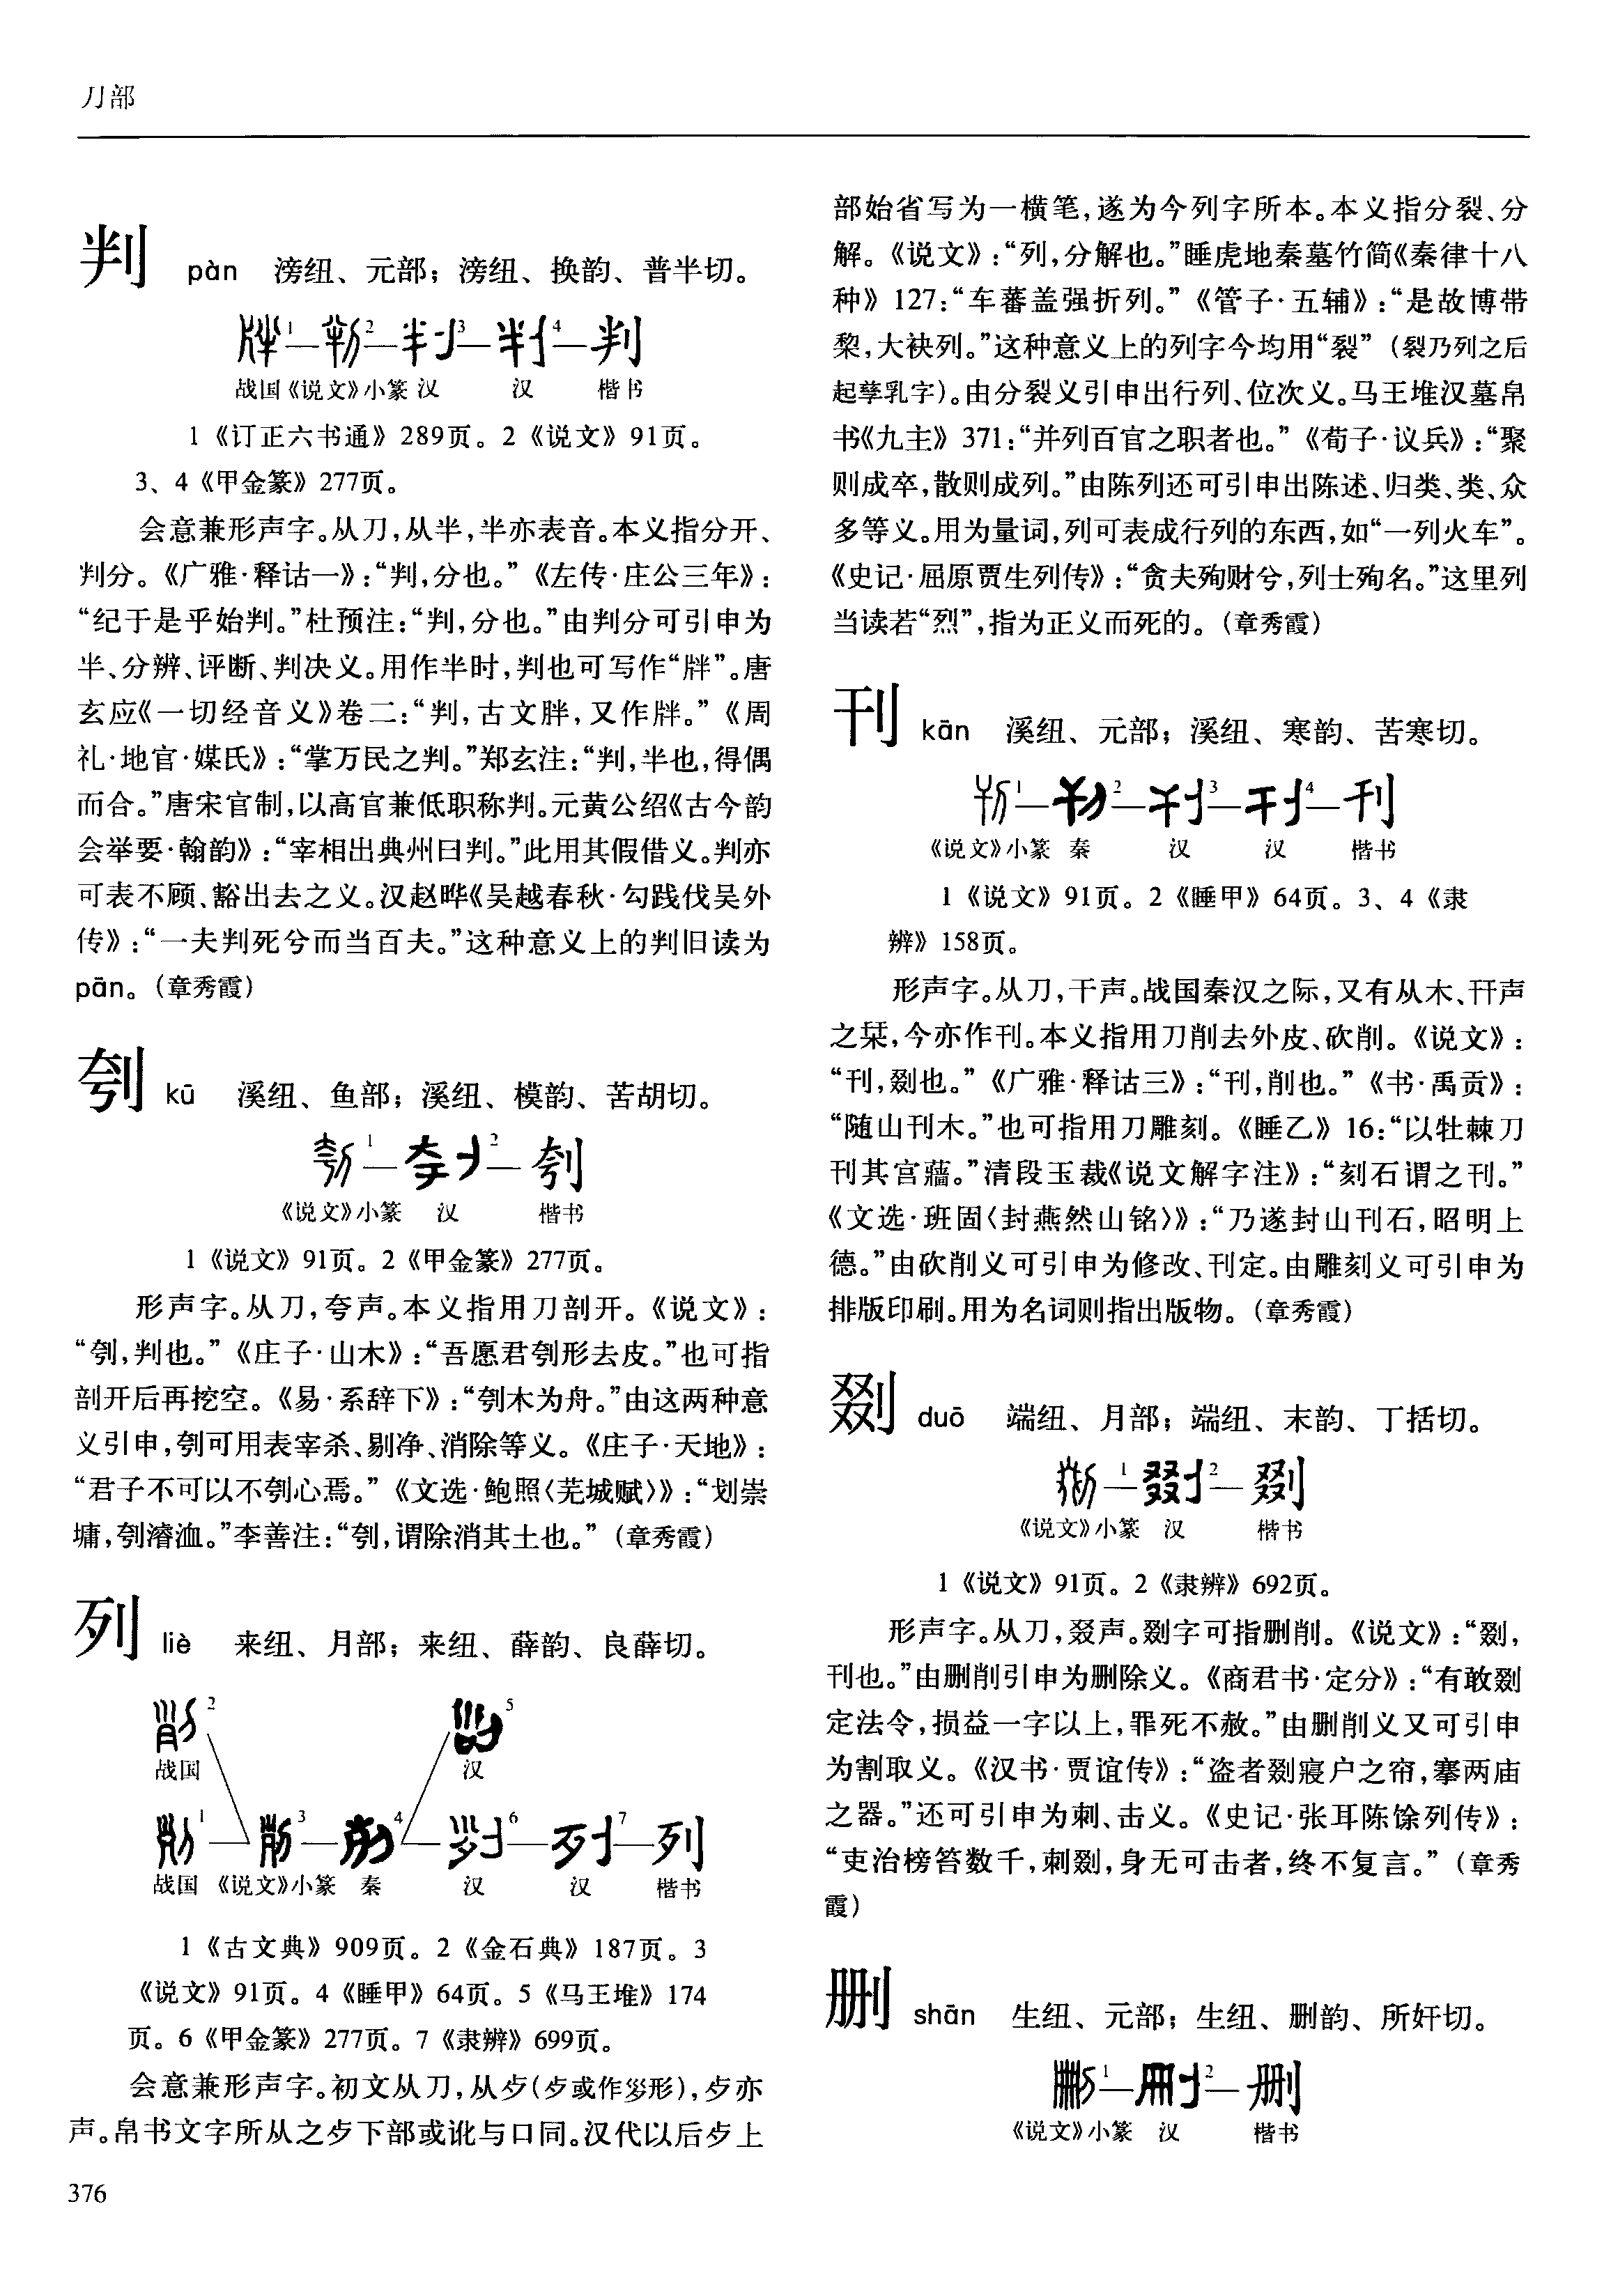 刀部
判 pàn 滂纽、元部；滂纽、换韵、普半切。
1 2 3 4 判
战国《说文》小篆 汉 汉 楷书
1《订正六书通》289页。2《说文》91页。
3、4《甲金篆》277页。
会意兼形声字。从刀，从半，半亦表音。本义指分开、
判分。《广雅·释诂一》：“判，分也。”《左传·庄公三年》：
“纪于是乎始判。”杜预注：“判，分也。”由判分可引申为
半、分辨、评断、判决义。用作半时，判也可写作“牉”。唐
玄应《一切经音义》卷二：“判，古文胖，又作牉。”《周
礼·地官·媒氏》：“掌万民之判。”郑玄注：“判，半也，得偶
而合。”唐宋官制，以高官兼低职称判。元黄公绍《古今韵
会举要·翰韵》：“宰相出典州曰判。”此用其假借义。判亦
可表不顾、豁出去之义。汉赵晔《吴越春秋·勾践伐吴外
传》：“一夫判死兮而当百夫。”这种意义上的判旧读为
pān。（章秀霞）
刳 kū 溪纽、鱼部；溪纽、模韵、苦胡切。
1 2 刳
《说文》小篆 汉 楷书
1《说文》91页。2《甲金篆》277页。
形声字。从刀，夸声。本义指用刀剖开。《说文》：
“刳，判也。”《庄子·山木》：“吾愿君刳形去皮。”也可指
剖开后再挖空。《易·系辞下》：“刳木为舟。”由这两种意
义引申，刳可用表宰杀、剔净、消除等义。《庄子·天地》：
“君子不可以不刳心焉。”《文选·鲍照〈芜城赋〉》：“划崇
墉，刳濬洫。”李善注：“刳，谓除消其土也。”（章秀霞）
列 liè 来纽、月部；来纽、薛韵、良薛切。
2 5
战国 汉
1 3 4 6 7 列
战国《说文》小篆 秦 汉 汉 楷书
1《古文典》909页。2《金石典》187页。3
《说文》91页。4《睡甲》64页。5《马王堆》174
页。6《甲金篆》277页。7《隶辨》699页。
会意兼形声字。初文从刀，从歺（歺或作形），歺亦
声。帛书文字所从之歺下部或讹与口同。汉代以后歺上
部始省写为一横笔，遂为今列字所本。本义指分裂、分
解。《说文》：“列，分解也。”睡虎地秦墓竹简《秦律十八
种》127：“车蕃盖强折列。”《管子·五辅》：“是故博带
梨，大袂列。”这种意义上的列字今均用“裂”（裂乃列之后
起孳乳字）。由分裂义引申出行列、位次义。马王堆汉墓帛
书《九主》371：“并列百官之职者也。”《荀子·议兵》：“聚
则成卒，散则成列。”由陈列还可引申出陈述、归类、类、众
多等义。用为量词，列可表成行列的东西，如“一列火车”。
《史记·屈原贾生列传》：“贪夫殉财兮，列士殉名。”这里列
当读若“烈”，指为正义而死的。（章秀霞）
刊 kān 溪纽、元部；溪纽、寒韵、苦寒切。
1 2 3 4 刊
《说文》小篆 秦 汉 汉 楷书
1《说文》91页。2《睡甲》64页。3、4《隶
辨》158页。
形声字。从刀，干声。战国秦汉之际，又有从木、幵声
之栞，今亦作刊。本义指用刀削去外皮、砍削。《说文》：
“刊，剟也。”《广雅·释诂三》：“刊，削也。”《书·禹贡》：
“随山刊木。”也可指用刀雕刻。《睡乙》16：“以牡棘刀
刊其宫蘠。”清段玉裁《说文解字注》：“刻石谓之刊。”
《文选·班固〈封燕然山铭〉》：“乃遂封山刊石，昭明上
德。”由砍削义可引申为修改、刊定。由雕刻义可引申为
排版印刷。用为名词则指出版物。（章秀霞）
剟 duō 端纽、月部；端纽、末韵、丁括切。
1 2 剟
《说文》小篆 汉 楷书
1《说文》91页。2《隶辨》692页。
形声字。从刀，叕声。剟字可指删削。《说文》：“剟，
刊也。”由删削引申为删除义。《商君书·定分》：“有敢剟
定法令，损益一字以上，罪死不赦。”由删削义又可引申
为割取义。《汉书·贾谊传》：“盗者剟寝户之帘，搴两庙
之器。”还可引申为刺、击义。《史记·张耳陈馀列传》：
“吏治榜笞数千，刺剟，身无可击者，终不复言。”（章秀
霞）
删 shān 生纽、元部；生纽、删韵、所奸切。
1 2 删
《说文》小篆 汉 楷书
376